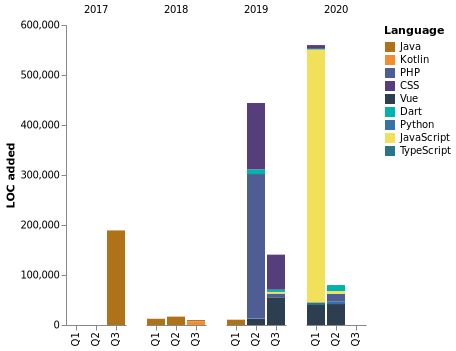 2017 2018 2019 2020
600,000
500,000
400,000
300,000
200,000
100,000
0
LOC added
Q1 Q2 Q3 Q1 Q2 Q3 Q1 Q2 Q3 Q1 Q2 Q3
Language
Java
Kotlin
PHP
CSS
Vue
Dart
Python
JavaScript
TypeScript